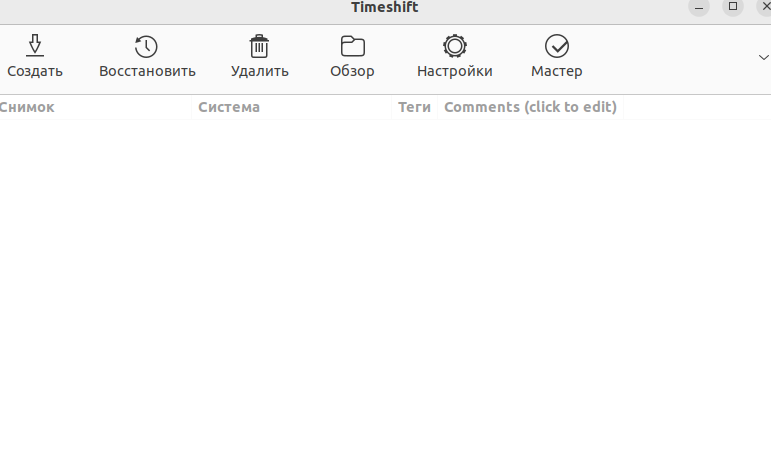 Timeshift
Создать Восстановить Удалить Обзор Настройки Мастер
Снимок Система Теги Comments (click to edit)